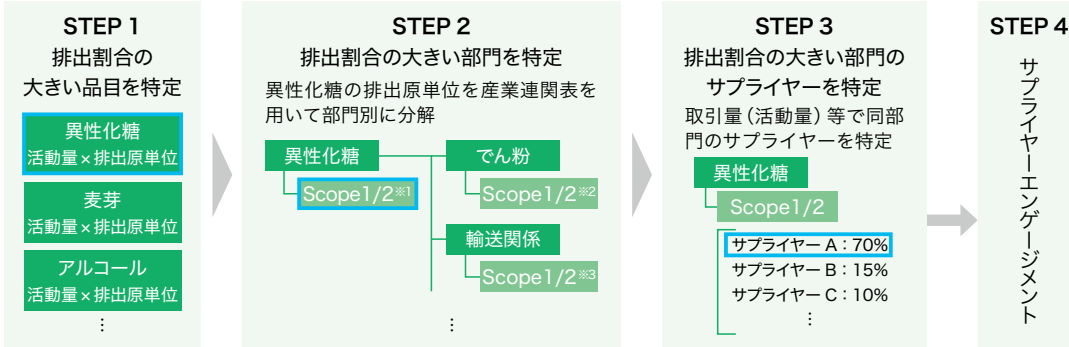 STEP 1
排出割合の
大きい品目を特定
異性化糖
活動量×排出原単位
麦芽
活動量×排出原単位
アルコール
活動量×排出原単位
⋮
STEP 2
排出割合の大きい部門を特定
異性化糖の排出原単位を産業連関表を
用いて部門別に分解
異性化糖
Scope1/2※1
でん粉
Scope1/2※2
輸送関係
Scope1/2※3
⋮
STEP 3
排出割合の大きい部門の
サプライヤーを特定
取引量(活動量)等で同部
門のサプライヤーを特定
異性化糖
Scope1/2
サプライヤー A:70%
サプライヤー B:15%
サプライヤー C:10%
⋮
STEP 4
サプライヤーエンゲージメント